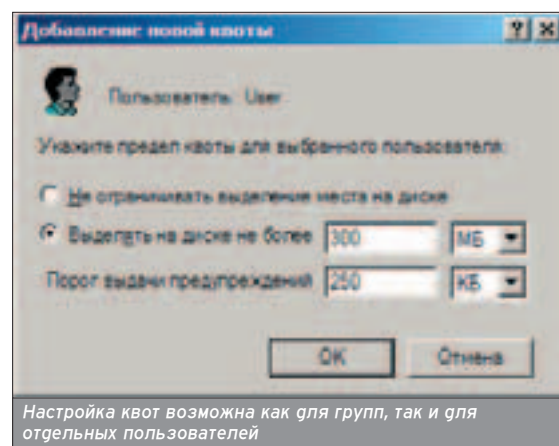 Добавление новой квоты
Пользователь: User
Укажите предел квоты для выбранного пользователя:
Не ограничивать выделение места на диске
Выделять на диске не более 300 МБ
Порог выдачи предупреждений 250 КБ
OK Отмена
Настройка квот возможна как для групп, так и для
отдельных пользователей